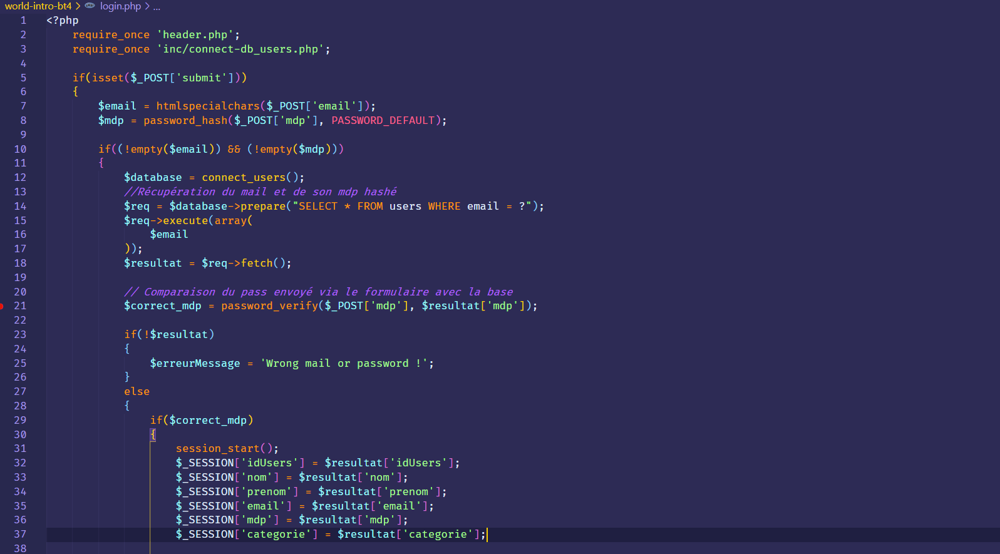 world-intro-bt4 > login.php > ...
1 <?php
2 require_once 'header.php';
3 require_once 'inc/connect-db_users.php';
4
5 if(isset($_POST['submit']))
6 {
7 $email = htmlspecialchars($_POST['email']);
8 $mdp = password_hash($_POST['mdp'], PASSWORD_DEFAULT);
9
10 if((!empty($email)) && (!empty($mdp)))
11 {
12 $database = connect_users();
13 //Récupération du mail et de son mdp hashé
14 $req = $database->prepare("SELECT * FROM users WHERE email = ?");
15 $req->execute(array(
16 $email
17 ));
18 $resultat = $req->fetch();
19
20 // Comparaison du pass envoyé via le formulaire avec la base
21 $correct_mdp = password_verify($_POST['mdp'], $resultat['mdp']);
22
23 if(!$resultat)
24 {
25 $erreurMessage = 'Wrong mail or password !';
26 }
27 else
28 {
29 if($correct_mdp)
30 {
31 session_start();
32 $_SESSION['idUsers'] = $resultat['idUsers'];
33 $_SESSION['nom'] = $resultat['nom'];
34 $_SESSION['prenom'] = $resultat['prenom'];
35 $_SESSION['email'] = $resultat['email'];
36 $_SESSION['mdp'] = $resultat['mdp'];
37 $_SESSION['categorie'] = $resultat['categorie'];
38